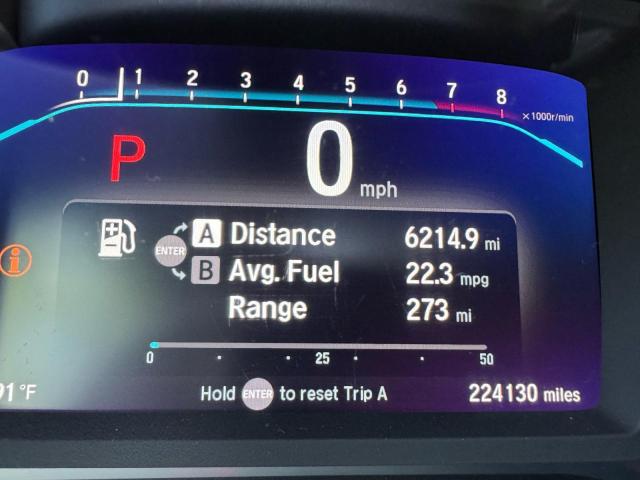 0 1 2 3 4 5 6 7 8
×1000r/min
P 0 mph
A Distance 6214.9 mi
ENTER
B Avg. Fuel 22.3 mpg
Range 273 mi
0 25 50
91°F Hold ENTER to reset Trip A 224130 miles